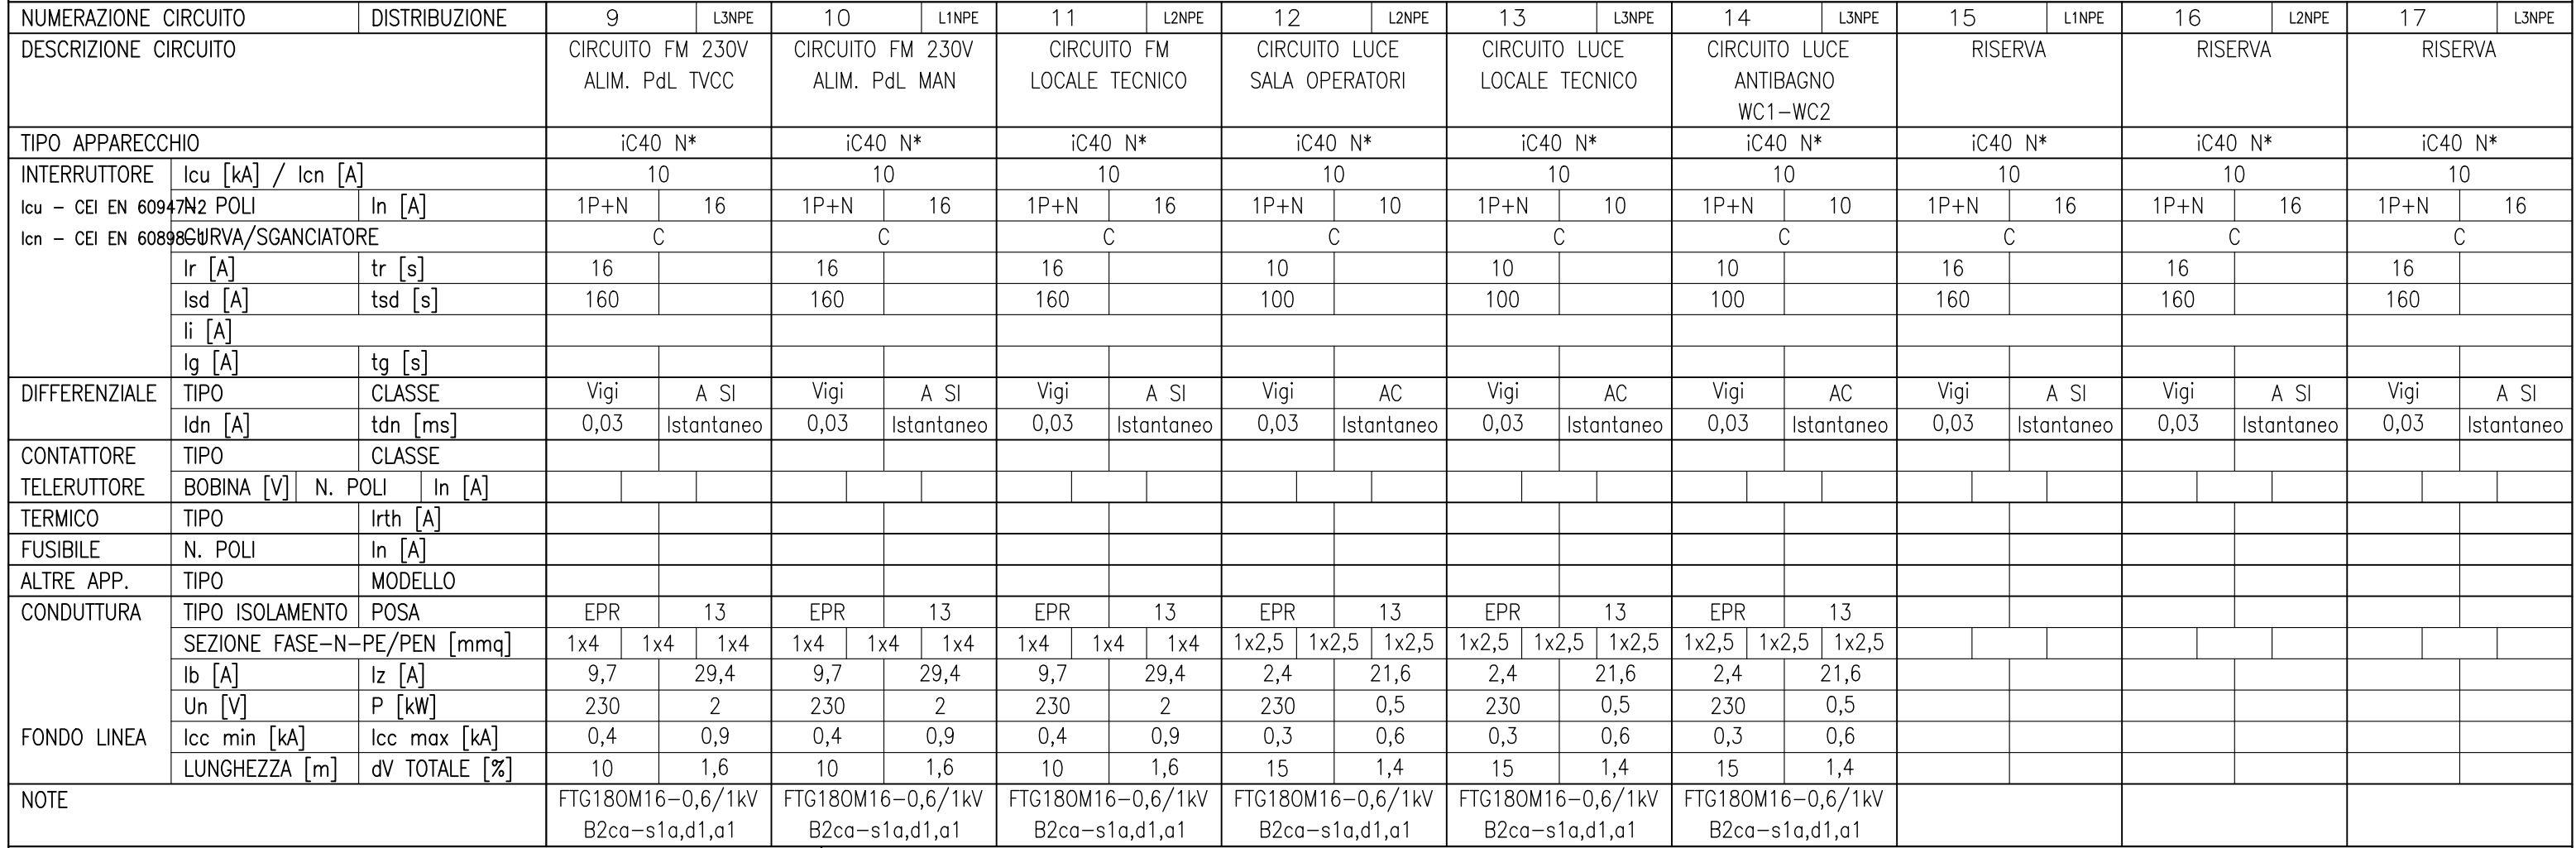 NUMERAZIONE CIRCUITO DISTRIBUZIONE 9 L3NPE 10 L1NPE 11 L2NPE 12 L2NPE 13 L3NPE 14 L3NPE 15 L1NPE 16 L2NPE 17 L3NPE
DESCRIZIONE CIRCUITO CIRCUITO FM 230V CIRCUITO FM 230V CIRCUITO FM CIRCUITO LUCE CIRCUITO LUCE CIRCUITO LUCE RISERVA RISERVA RISERVA
ALIM. PdL TVCC ALIM. PdL MAN LOCALE TECNICO SALA OPERATORI LOCALE TECNICO ANTIBAGNO
WC1-WC2
TIPO APPARECCHIO iC40 N* iC40 N* iC40 N* iC40 N* iC40 N* iC40 N* iC40 N* iC40 N* iC40 N*
INTERRUTTORE Icu [kA] / Icn [A] 10 10 10 10 10 10 10 10 10
Icu - CEI EN 60947-2 N. POLI In [A] 1P+N 16 1P+N 16 1P+N 16 1P+N 10 1P+N 10 1P+N 10 1P+N 16 1P+N 16 1P+N 16
Icn - CEI EN 60898-1 CURVA/SGANCIATORE C C C C C C C C C
Ir [A] tr [s] 16 16 16 10 10 10 16 16 16
Isd [A] tsd [s] 160 160 160 100 100 100 160 160 160
Ii [A]
Ig [A] tg [s]
DIFFERENZIALE TIPO CLASSE Vigi A SI Vigi A SI Vigi A SI Vigi AC Vigi AC Vigi AC Vigi A SI Vigi A SI Vigi A SI
Idn [A] tdn [ms] 0,03 Istantaneo 0,03 Istantaneo 0,03 Istantaneo 0,03 Istantaneo 0,03 Istantaneo 0,03 Istantaneo 0,03 Istantaneo 0,03 Istantaneo 0,03 Istantaneo
CONTATTORE TIPO CLASSE
TELERUTTORE BOBINA [V] N. POLI In [A]
TERMICO TIPO Irth [A]
FUSIBILE N. POLI In [A]
ALTRE APP. TIPO MODELLO
CONDUTTURA TIPO ISOLAMENTO POSA EPR 13 EPR 13 EPR 13 EPR 13 EPR 13 EPR 13
SEZIONE FASE-N-PE/PEN [mmq] 1x4 1x4 1x4 1x4 1x4 1x4 1x4 1x4 1x4 1x2,5 1x2,5 1x2,5 1x2,5 1x2,5 1x2,5 1x2,5 1x2,5 1x2,5
Ib [A] Iz [A] 9,7 29,4 9,7 29,4 9,7 29,4 2,4 21,6 2,4 21,6 2,4 21,6
Un [V] P [kW] 230 2 230 2 230 2 230 0,5 230 0,5 230 0,5
FONDO LINEA Icc min [kA] Icc max [kA] 0,4 0,9 0,4 0,9 0,4 0,9 0,3 0,6 0,3 0,6 0,3 0,6
LUNGHEZZA [m] dV TOTALE [%] 10 1,6 10 1,6 10 1,6 15 1,4 15 1,4 15 1,4
NOTE FTG18OM16-0,6/1kV FTG18OM16-0,6/1kV FTG18OM16-0,6/1kV FTG18OM16-0,6/1kV FTG18OM16-0,6/1kV FTG18OM16-0,6/1kV
B2ca-s1a,d1,a1 B2ca-s1a,d1,a1 B2ca-s1a,d1,a1 B2ca-s1a,d1,a1 B2ca-s1a,d1,a1 B2ca-s1a,d1,a1